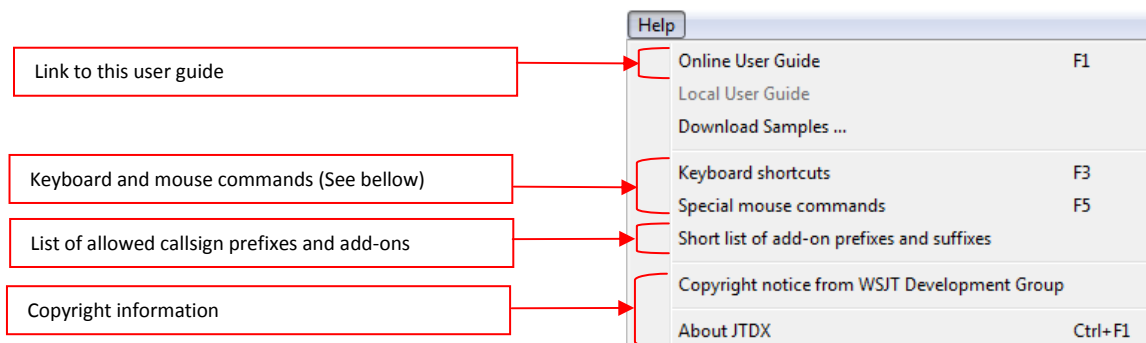 Help
Link to this user guide
Online User Guide F1
Local User Guide
Download Samples ...
Keyboard and mouse commands (See bellow)
Keyboard shortcuts F3
Special mouse commands F5
List of allowed callsign prefixes and add-ons
Short list of add-on prefixes and suffixes
Copyright information
Copyright notice from WSJT Development Group
About JTDX Ctrl+F1